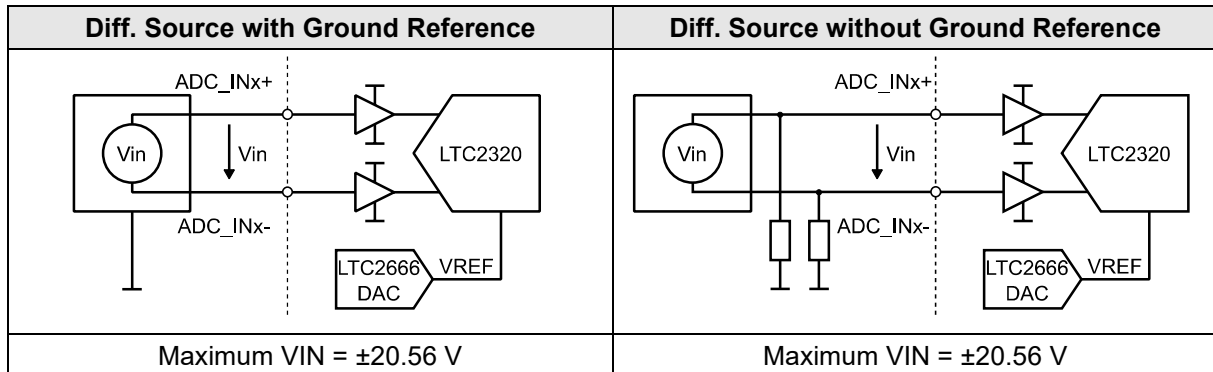 Diff. Source with Ground Reference
Diff. Source without Ground Reference
ADC_INx+
Vin
Vin
LTC2320
ADC_INx-
LTC2666
DAC
VREF
ADC_INx+
Vin
Vin
LTC2320
ADC_INx-
LTC2666
DAC
VREF
Maximum VIN = ±20.56 V
Maximum VIN = ±20.56 V